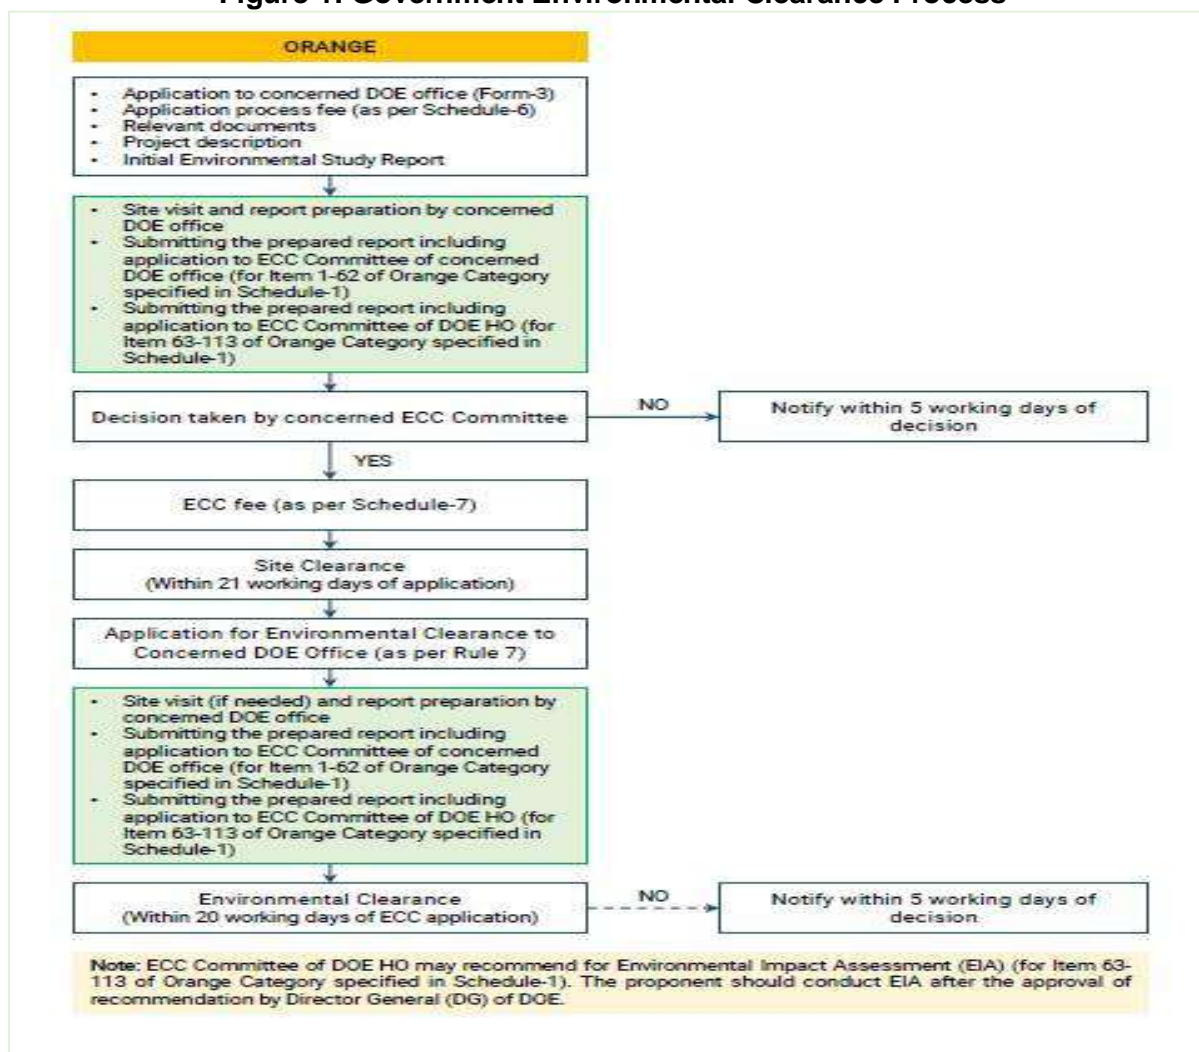 Figure 1: Government Environmental Clearance Process
ORANGE
• Application to concerned DOE office (Form-3)
• Application process fee (as per Schedule-6)
• Relevant documents
• Project description
• Initial Environmental Study Report
• Site visit and report preparation by concerned
DOE office
• Submitting the prepared report including
application to ECC Committee of concerned
DOE office (for Item 1-62 of Orange Category
specified in Schedule-1)
• Submitting the prepared report including
application to ECC Committee of DOE HO (for
Item 63-113 of Orange Category specified in
Schedule-1)
Decision taken by concerned ECC Committee
NO
Notify within 5 working days of
decision
YES
ECC fee (as per Schedule-7)
Site Clearance
(Within 21 working days of application)
Application for Environmental Clearance to
Concerned DOE Office (as per Rule 7)
• Site visit (if needed) and report preparation by
concerned DOE office
• Submitting the prepared report including
application to ECC Committee of concerned
DOE office (for Item 1-62 of Orange Category
specified in Schedule-1)
• Submitting the prepared report including
application to ECC Committee of DOE HO (for
Item 63-113 of Orange Category specified in
Schedule-1)
Environmental Clearance
(Within 20 working days of ECC application)
NO
Notify within 5 working days of
decision
Note: ECC Committee of DOE HO may recommend for Environmental Impact Assessment (EIA) (for Item 63-
113 of Orange Category specified in Schedule-1). The proponent should conduct EIA after the approval of
recommendation by Director General (DG) of DOE.